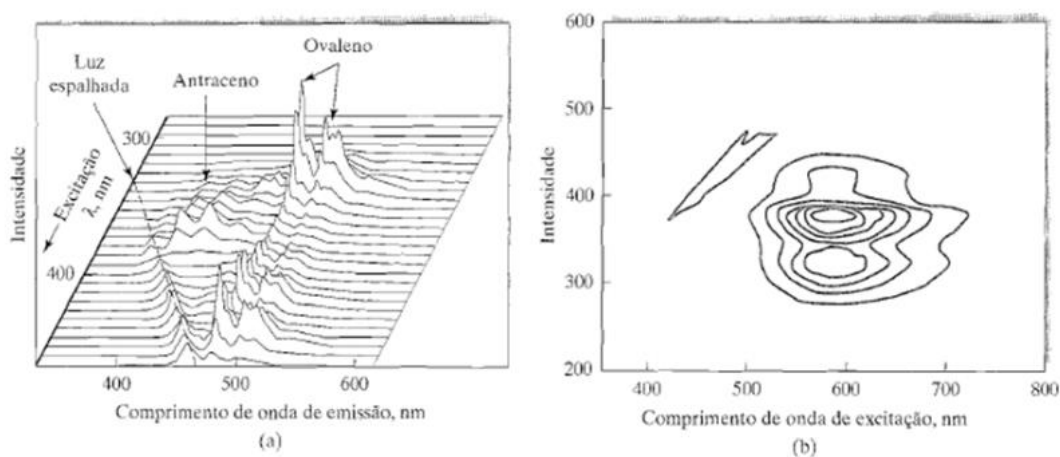 Ovaleno
Luz
espalhada
Antraceno
300
Excitação
λ, nm
400
Intensidade
400
500
600
Comprimento de onda de emissão, nm
(a)
600
500
400
300
200
Intensidade
400
500
600
700
800
Comprimento de onda de excitação, nm
(b)